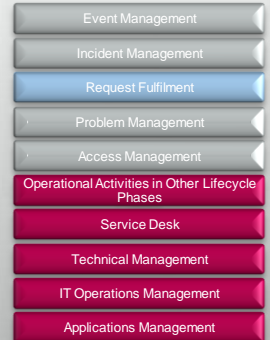 Event Management
Incident Management
Request Fulfilment
Problem Management
Access Management
Operational Activities in Other Lifecycle
Phases
Service Desk
Technical Management
IT Operations Management
Applications Management